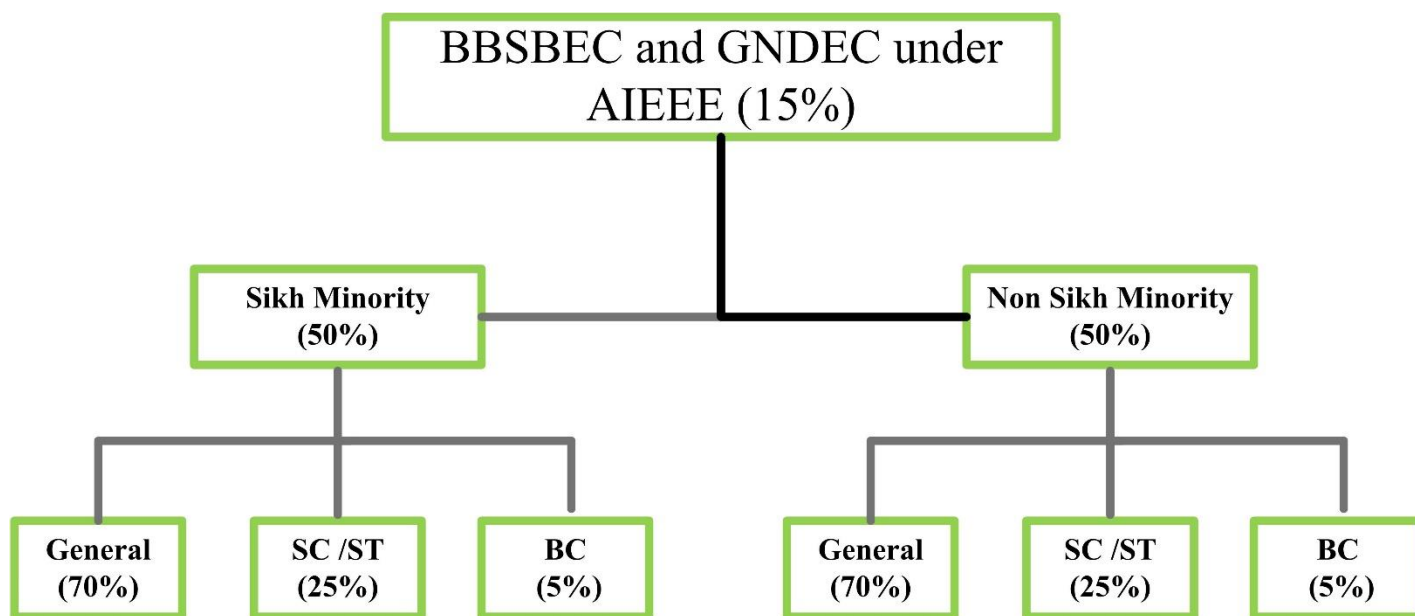 BBSBEC and GNDEC under
AIEEE (15%)
Sikh Minority
(50%)
Non Sikh Minority
(50%)
General
(70%)
SC /ST
(25%)
BC
(5%)
General
(70%)
SC /ST
(25%)
BC
(5%)